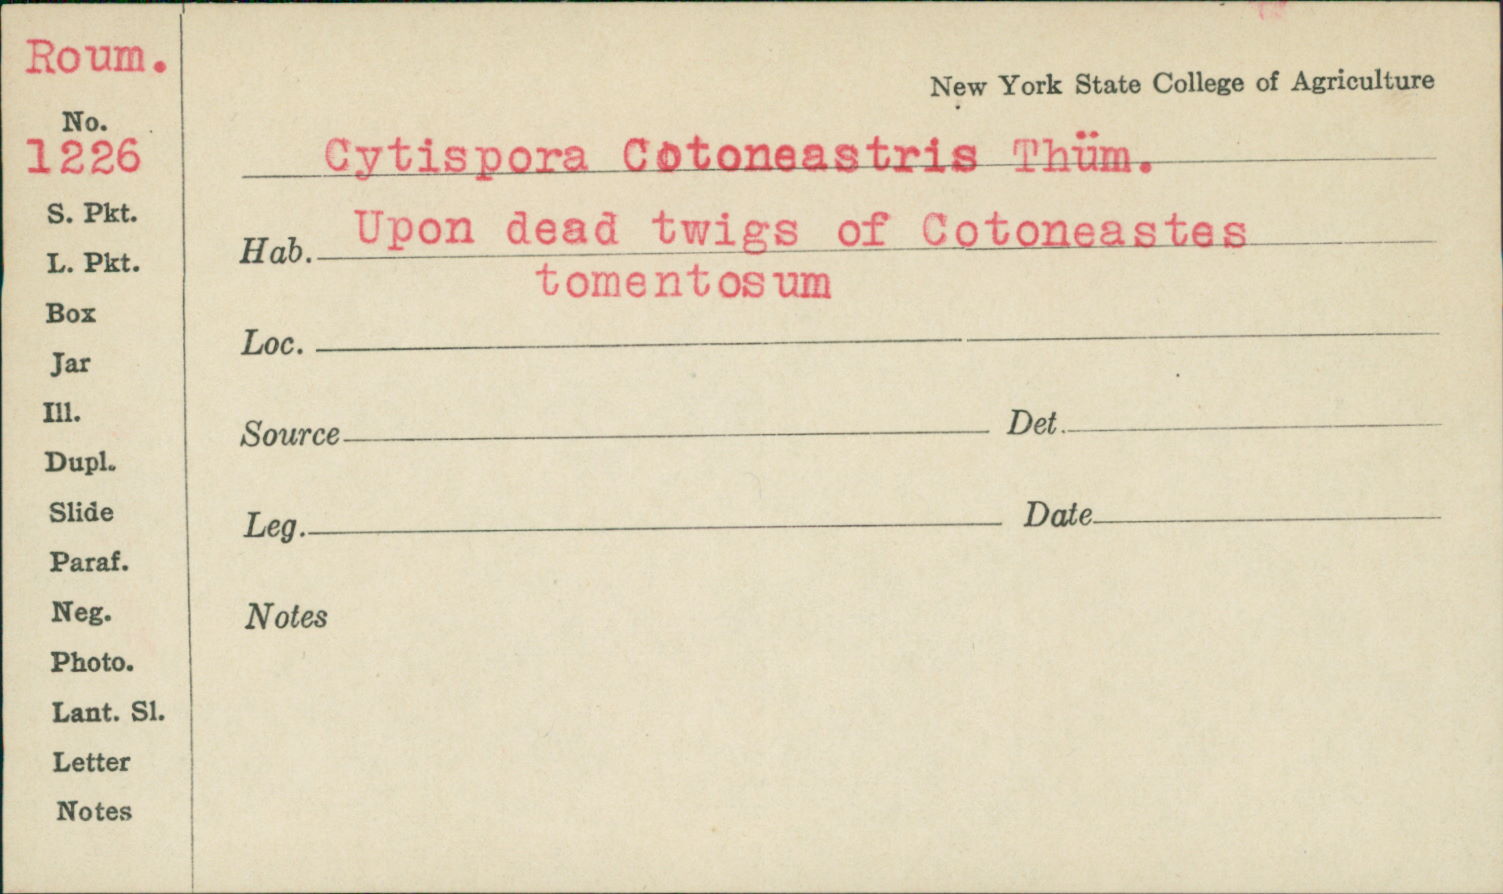 Roum.
No.
1226
S. Pkt.
L. Pkt.
Box
Jar
Ill.
Dupl.
Slide
Paraf.
Neg.
Photo.
Lant. Sl.
Letter
Notes
New York State College of Agriculture
Cytispora Cotoneastris Thüm.
Hab. Upon dead twigs of Cotoneastes
tomentosum
Loc.
Source Det.
Leg. Date
Notes